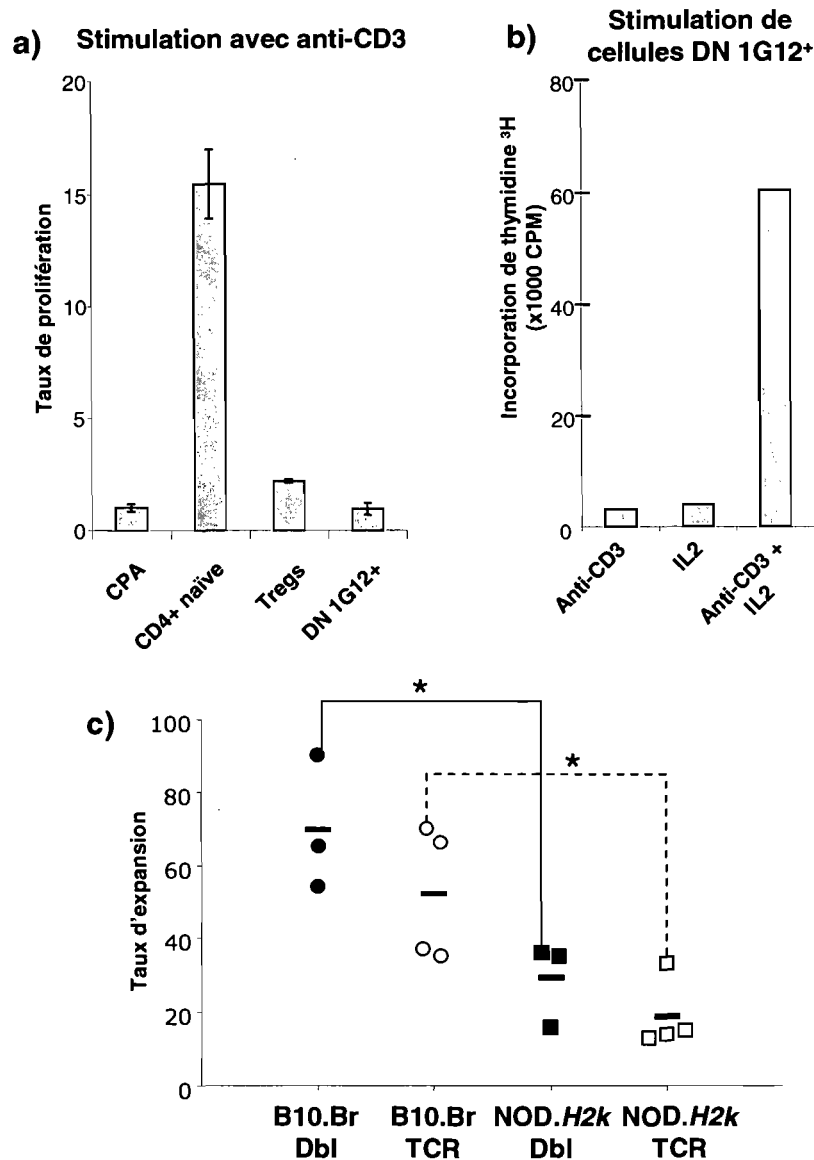 a) Stimulation avec anti-CD3
20
15
10
5
0
Taux de prolifération
CPA
CD4+ naïve
Tregs
DN 1G12+
b) Stimulation de
cellules DN 1G12+
80
60
40
20
0
Incorporation de thymidine ³H
(x1000 CPM)
Anti-CD3
IL2
Anti-CD3 +
IL2
c)
*
*
100
80
60
40
20
0
Taux d'expansion
B10.Br
Dbl
B10.Br
TCR
NOD.H2k
Dbl
NOD.H2k
TCR